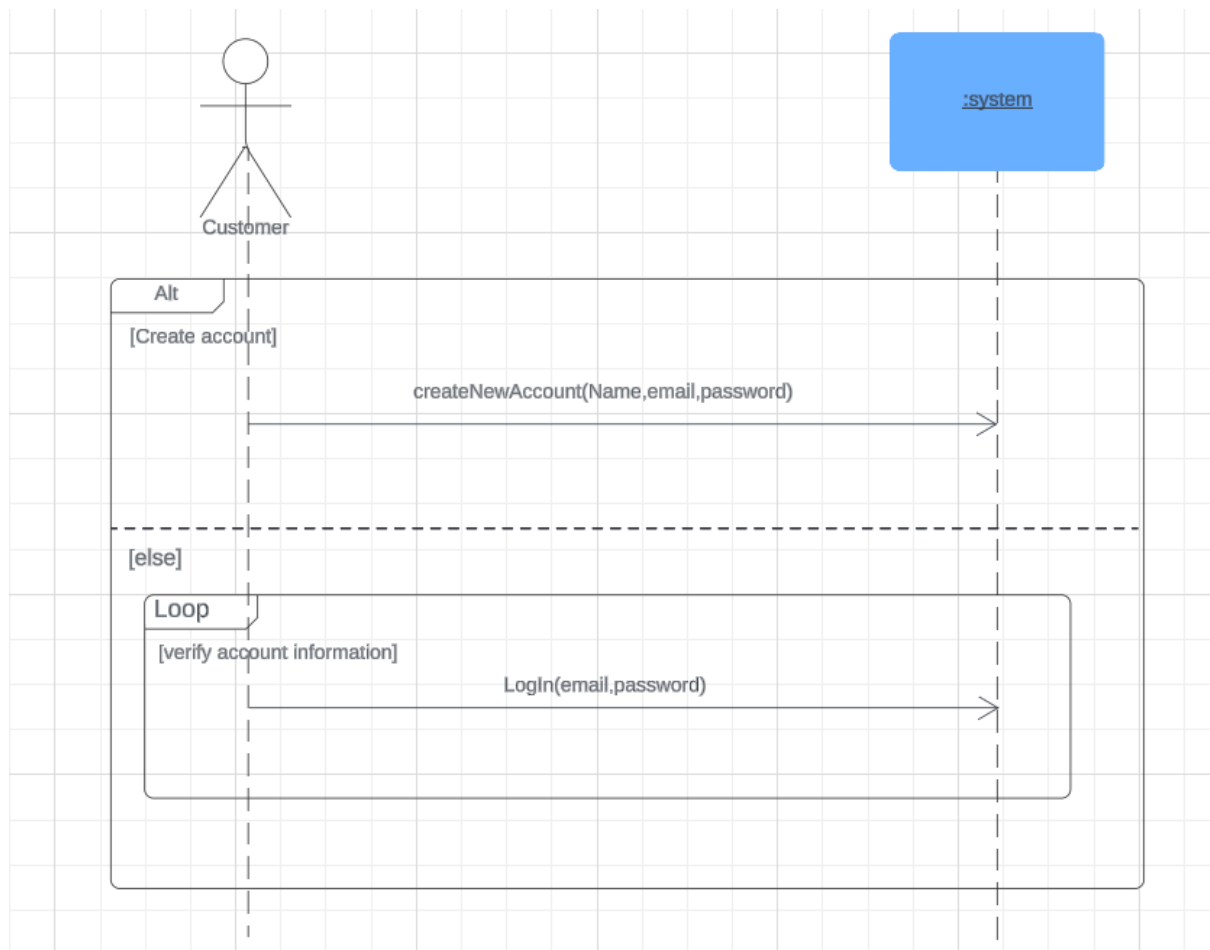 :system
Customer
Alt
[Create account]
createNewAccount(Name,email,password)
[else]
Loop
[verify account information]
LogIn(email,password)